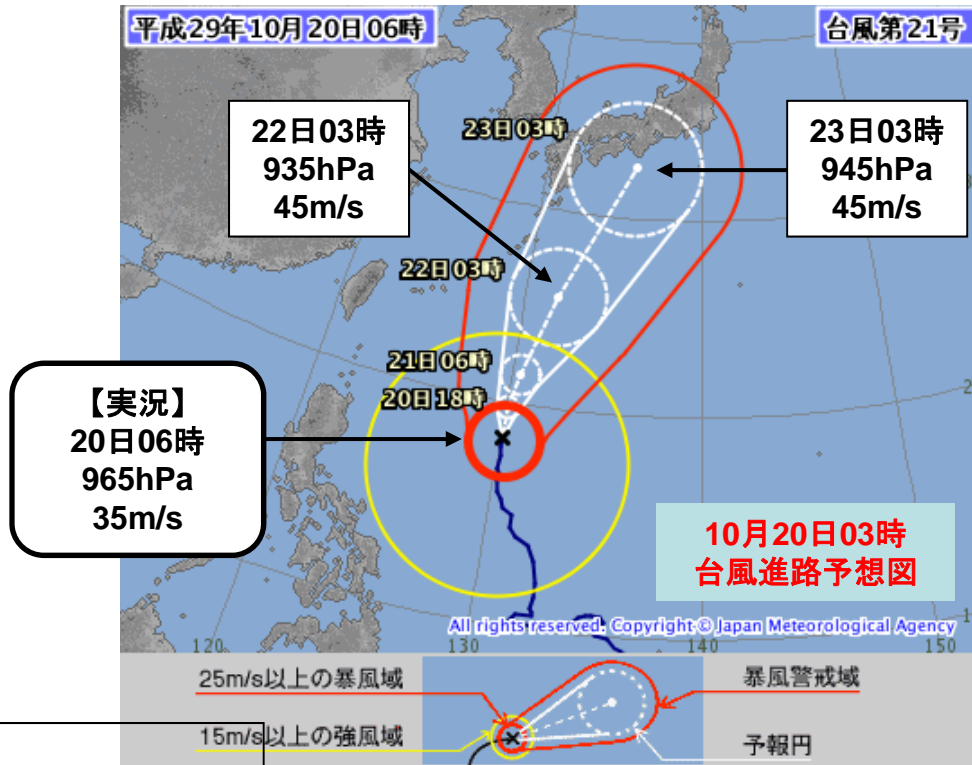 平成29年10月20日06時
台風第21号
22日03時
935hPa
45m/s
23日03時
23日03時
945hPa
45m/s
22日03時
21日06時
20日18時
【実況】
20日06時
965hPa
35m/s
10月20日03時
台風進路予想図
All rights reserved. Copyright © Japan Meteorological Agency
120
130
140
150
25m/s以上の暴風域
暴風警戒域
15m/s以上の強風域
予報円